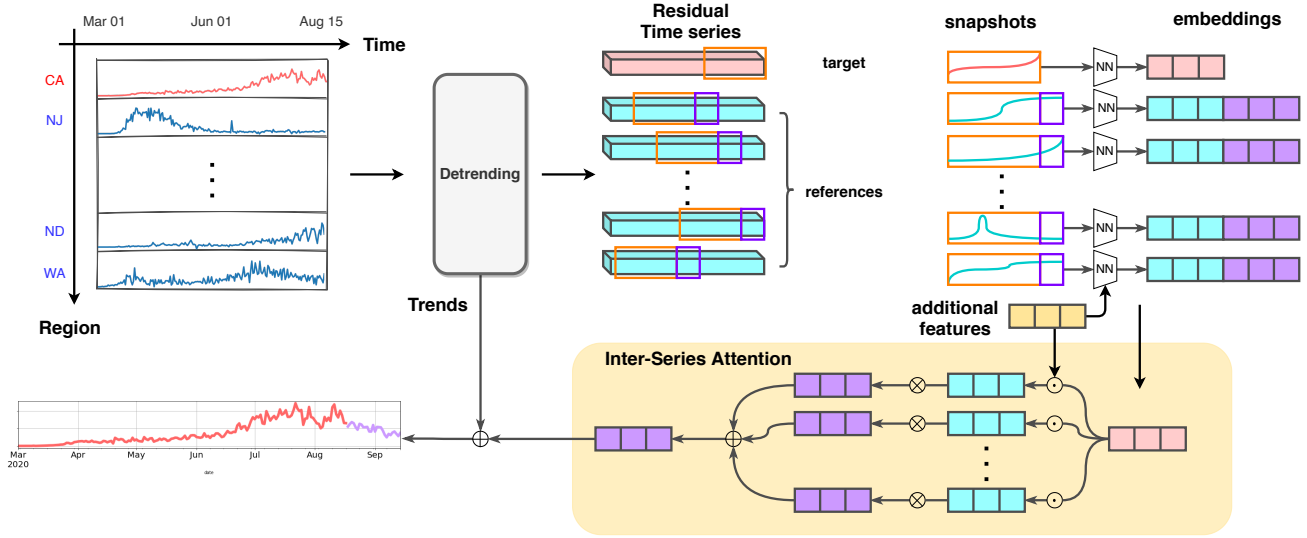 Mar 01
Jun 01
Aug 15
Time
CA
NJ
ND
WA
Region
Detrending
Trends
Residual
Time series
target
references
snapshots
embeddings
NN
NN
NN
NN
NN
additional
features
Inter-Series Attention
Mar
2020
Apr
May
Jun
Jul
Aug
Sep
date